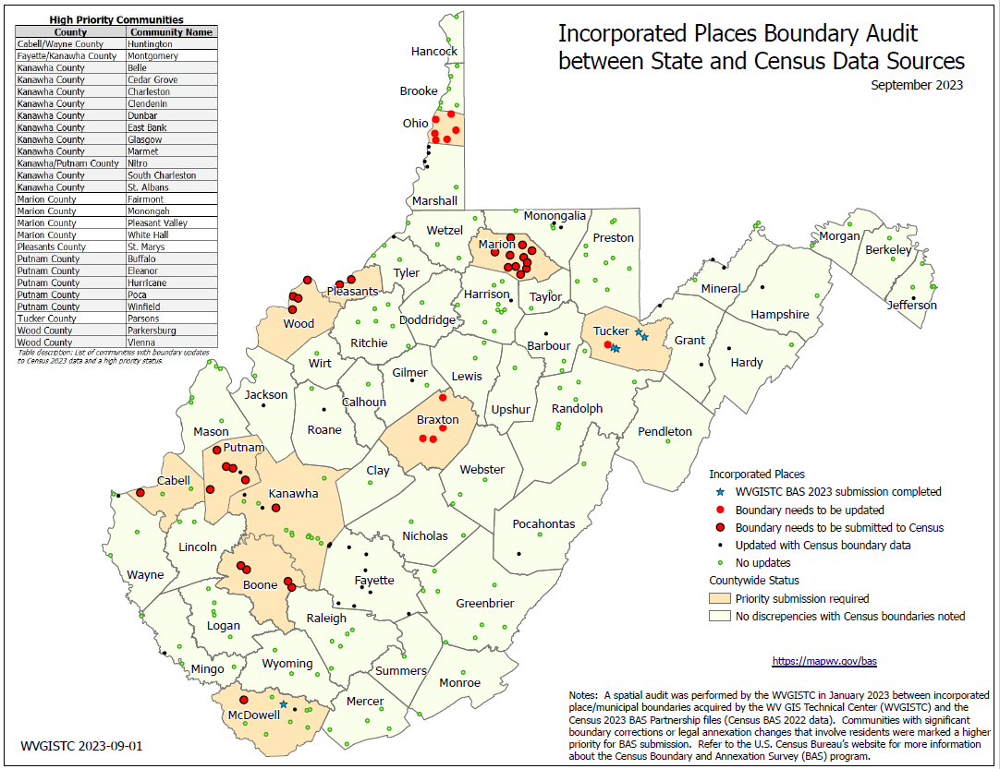 High Priority Communities
County Community Name
Cabell/Wayne County Huntington
Fayette/Kanawha County Montgomery
Kanawha County Belle
Kanawha County Cedar Grove
Kanawha County Charleston
Kanawha County Clendenin
Kanawha County Dunbar
Kanawha County East Bank
Kanawha County Glasgow
Kanawha County Marmet
Kanawha/Putnam County Nitro
Kanawha County South Charleston
Kanawha County St. Albans
Marion County Fairmont
Marion County Monongah
Marion County Pleasant Valley
Marion County White Hall
Pleasants County St. Marys
Putnam County Buffalo
Putnam County Eleanor
Putnam County Hurricane
Putnam County Poca
Putnam County Winfield
Tucker County Parsons
Wood County Parkersburg
Wood County Vienna
Table description: List of communities with boundary updates
to Census 2023 data and a high priority status.
Incorporated Places Boundary Audit
between State and Census Data Sources
September 2023
Hancock
Brooke
Ohio
Marshall
Wetzel
Monongalia
Marion
Preston
Morgan
Berkeley
Jefferson
Tyler
Pleasants
Harrison
Taylor
Mineral
Hampshire
Wood
Doddridge
Tucker
Grant
Ritchie
Barbour
Hardy
Wirt
Gilmer
Lewis
Jackson
Calhoun
Upshur
Randolph
Roane
Braxton
Pendleton
Mason
Putnam
Clay
Webster
Cabell
Kanawha
Pocahontas
Nicholas
Lincoln
Wayne
Boone
Fayette
Greenbrier
Logan
Raleigh
Mingo
Wyoming
Summers
Monroe
McDowell
Mercer
Incorporated Places
WVGISTC BAS 2023 submission completed
Boundary needs to be updated
Boundary needs to be submitted to Census
Updated with Census boundary data
No updates
Countywide Status
Priority submission required
No discrepencies with Census boundaries noted
https://mapwv.gov/bas
Notes: A spatial audit was performed by the WVGISTC in January 2023 between incorporated
place/municipal boundaries acquired by the WV GIS Technical Center (WVGISTC) and the
Census 2023 BAS Partnership files (Census BAS 2022 data). Communities with significant
boundary corrections or legal annexation changes that involve residents were marked a higher
priority for BAS submission. Refer to the U.S. Census Bureau's website for more information
about the Census Boundary and Annexation Survey (BAS) program.
WVGISTC 2023-09-01